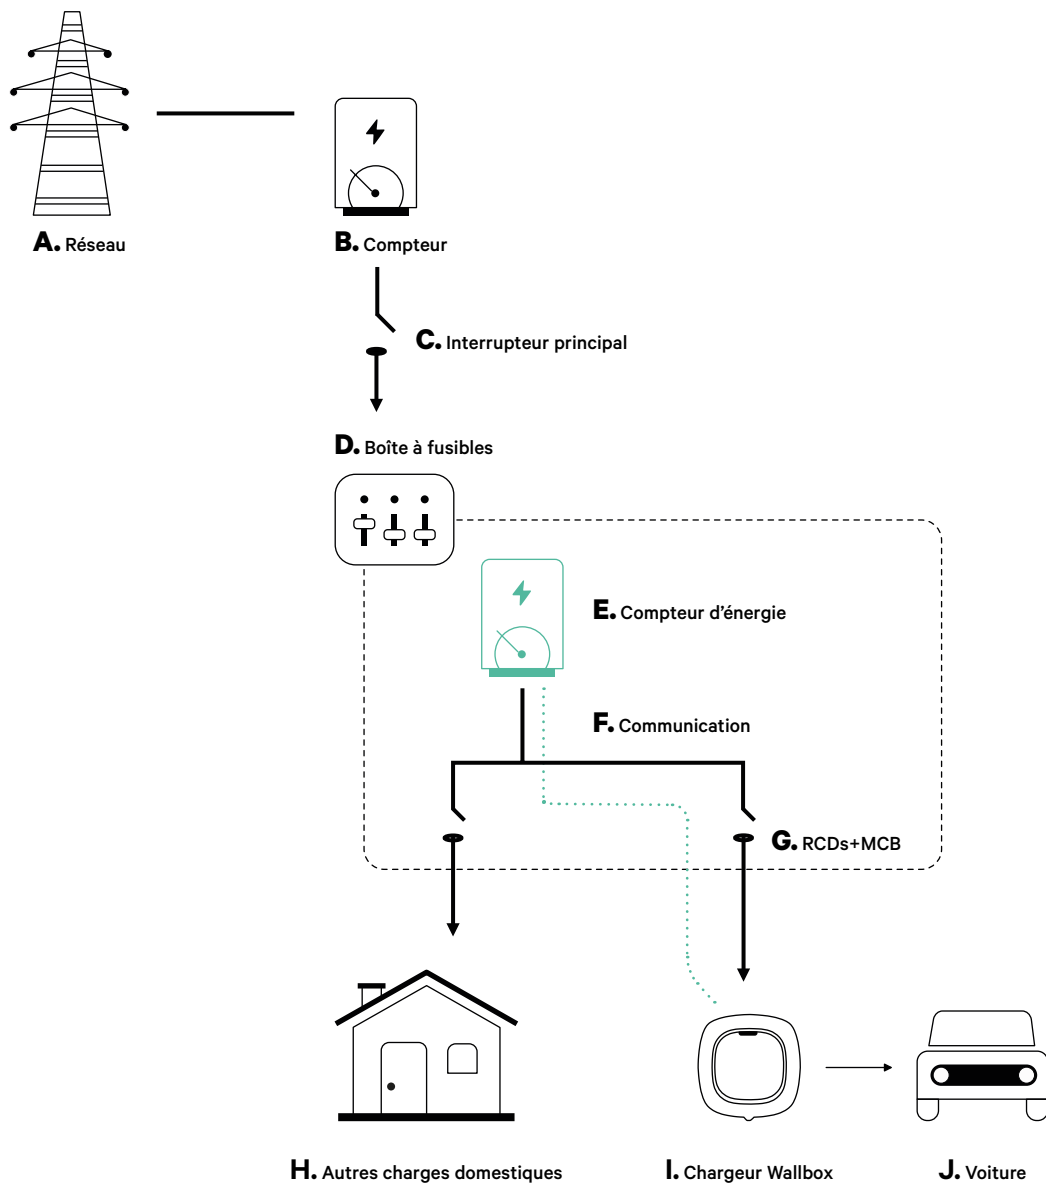 A. Réseau
B. Compteur
C. Interrupteur principal
D. Boîte à fusibles
E. Compteur d’énergie
F. Communication
G. RCDs+MCB
H. Autres charges domestiques
I. Chargeur Wallbox
J. Voiture